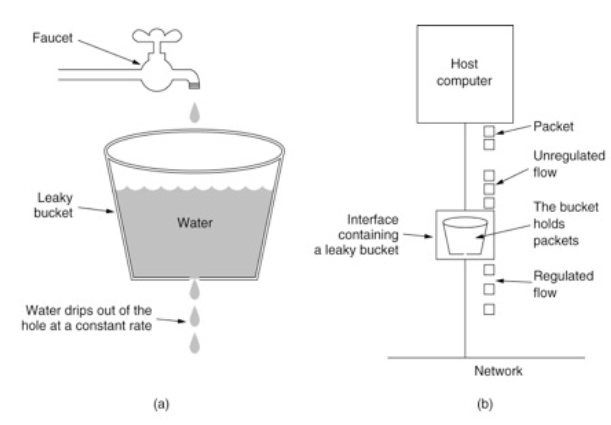 Faucet
Leaky
bucket
Water
Water drips out of the
hole at a constant rate
(a)
Host
computer
Packet
Unregulated
flow
The bucket
holds
packets
Interface
containing
a leaky bucket
Regulated
flow
Network
(b)